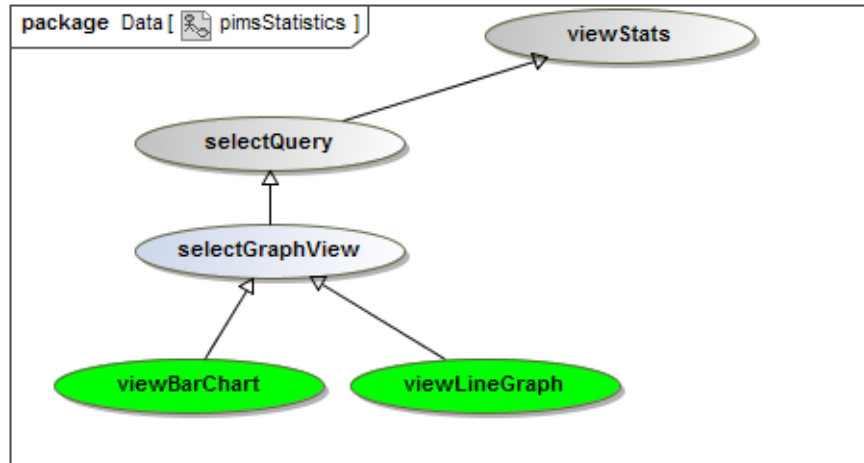 package Data [ pimsStatistics ]
viewStats
selectQuery
selectGraphView
viewBarChart
viewLineGraph